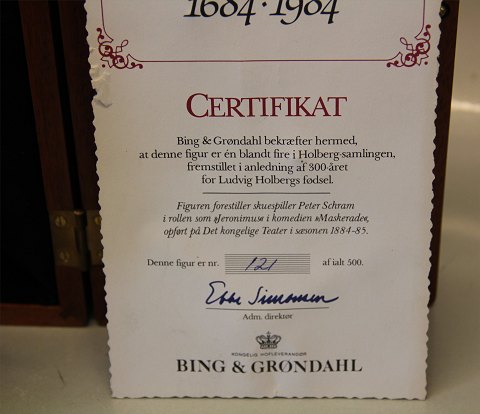 1684·1984
CERTIFIKAT
Bing & Grøndahl bekræfter hermed,
at denne figur er én blandt fire i Holberg-samlingen,
fremstillet i anledning af 300-året
for Ludvig Holbergs fødsel.
Figuren forestiller skuespiller Peter Schram
i rollen som »Jeronimus« i komedien »Maskerade«,
opført på Det kongelige Teater i sæsonen 1884-85.
Denne figur er nr. 121 af ialt 500.
Ebbe Simonsen
Adm. direktør
KONGELIG HOFLEVERANDØR
BING & GRØNDAHL